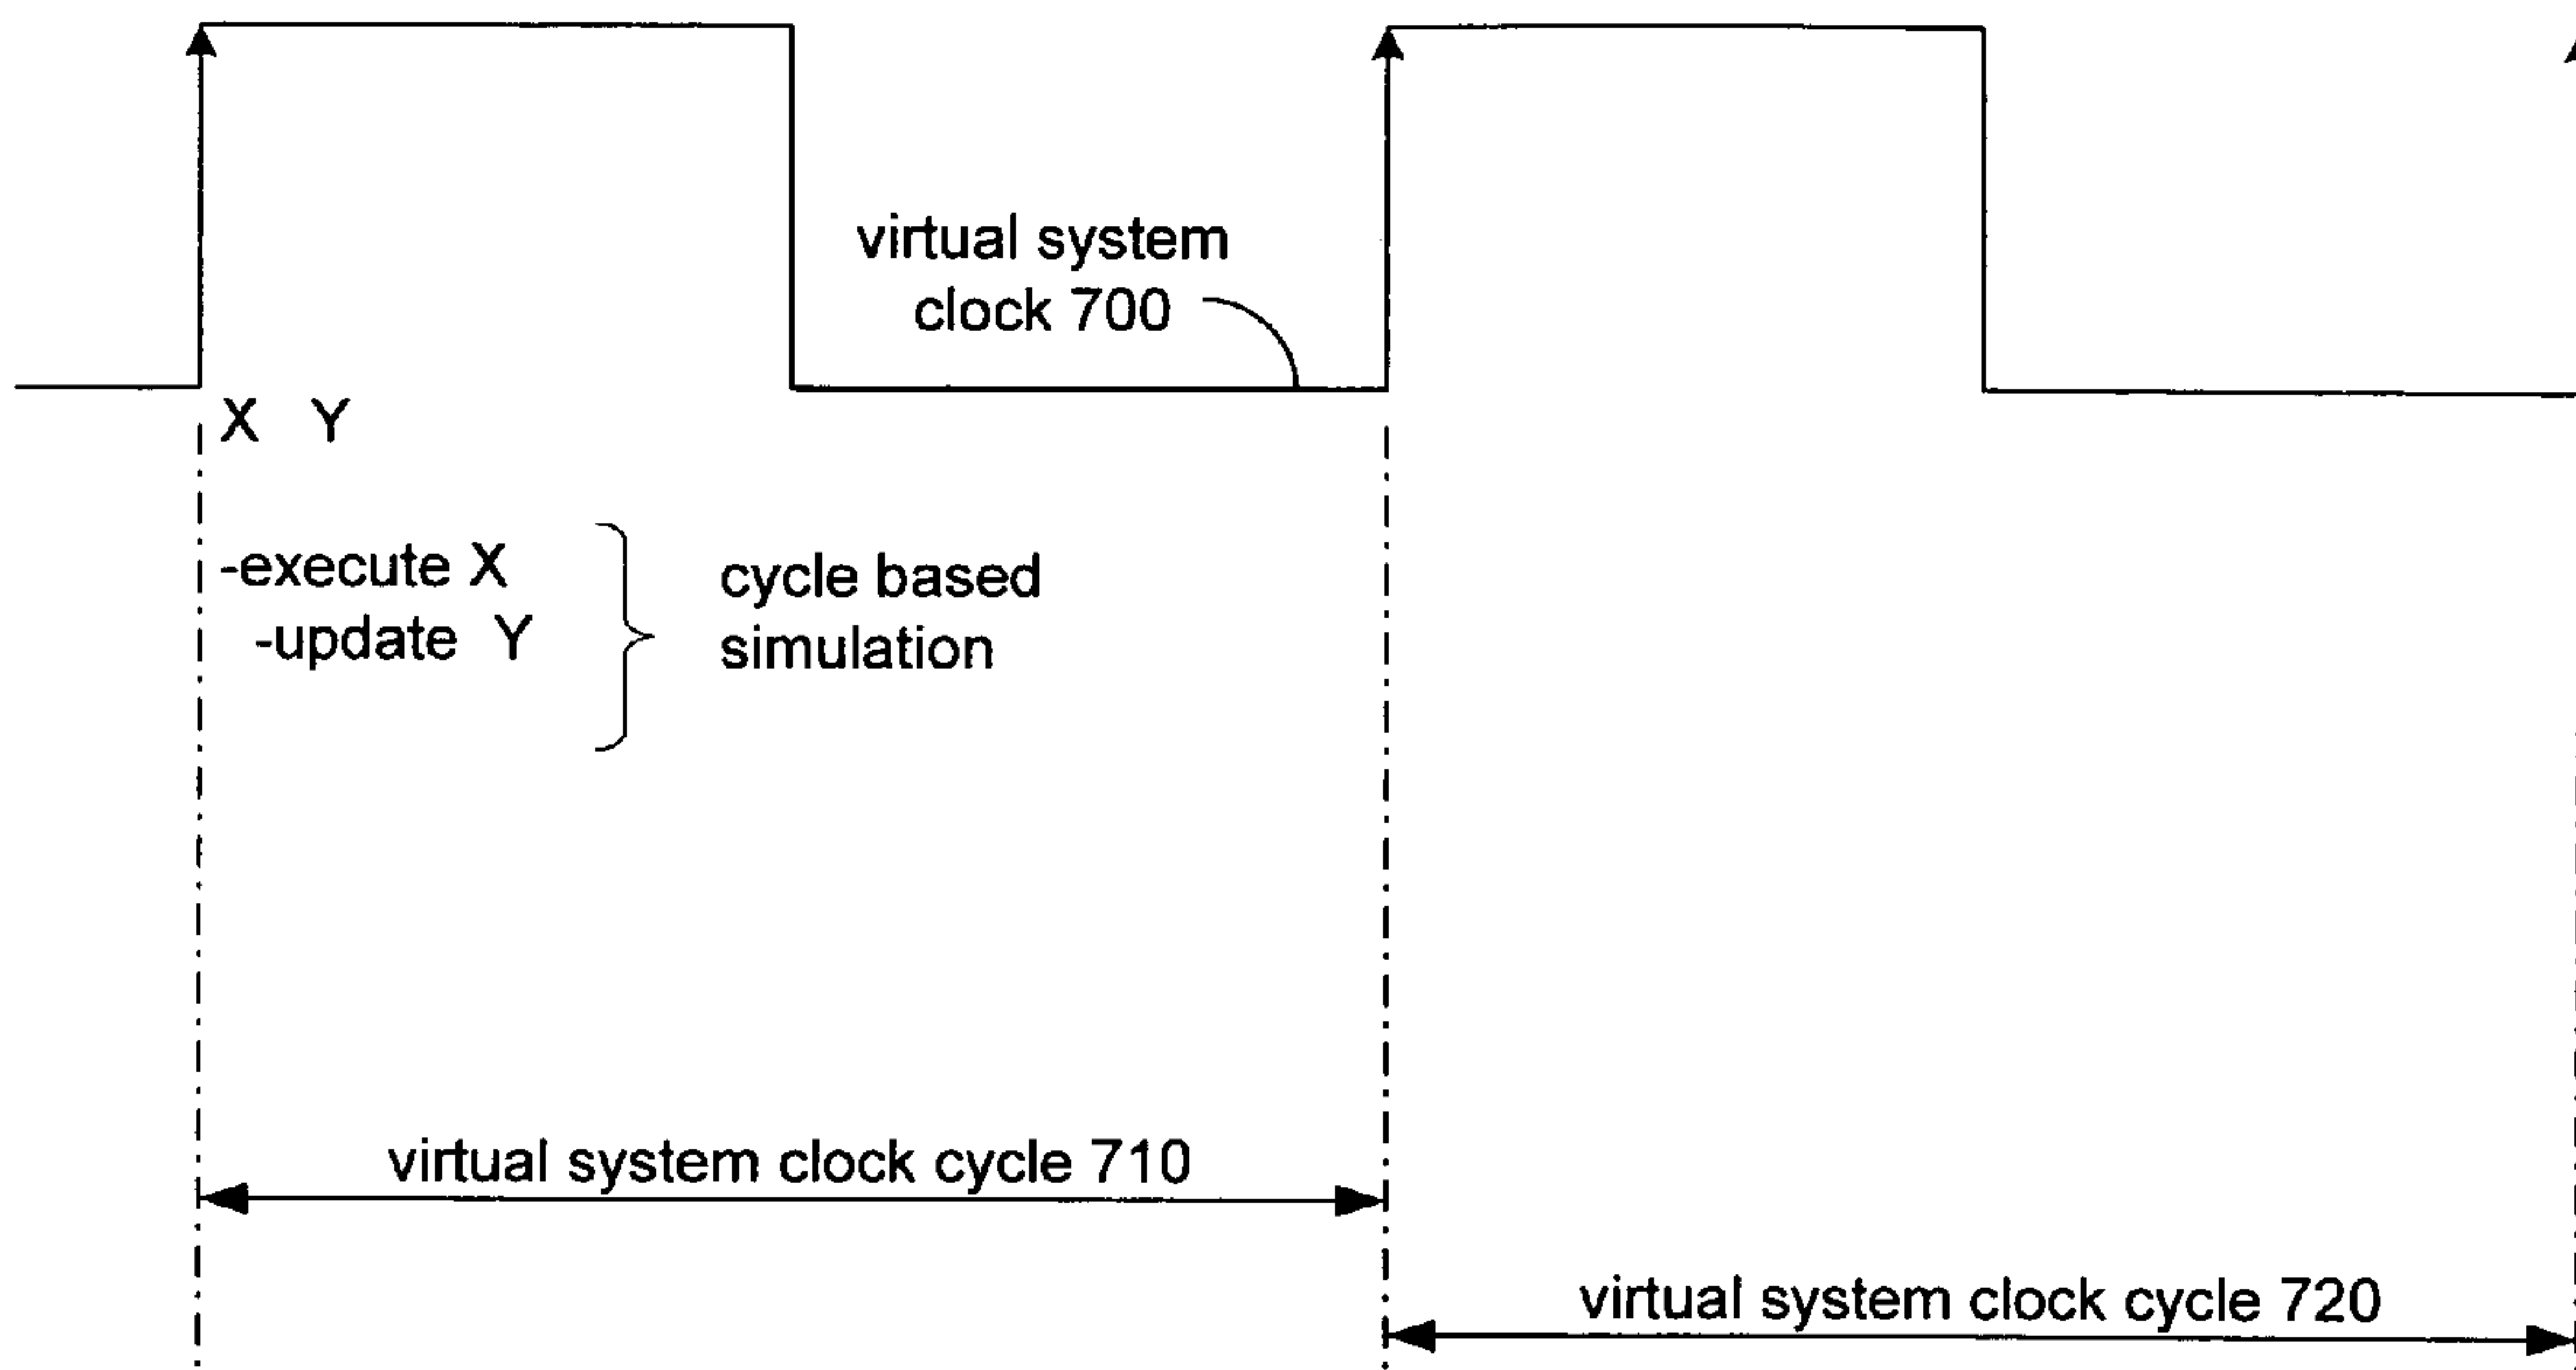 virtual system
clock 700
X Y
-execute X
-update Y
cycle based
simulation
virtual system clock cycle 710
virtual system clock cycle 720